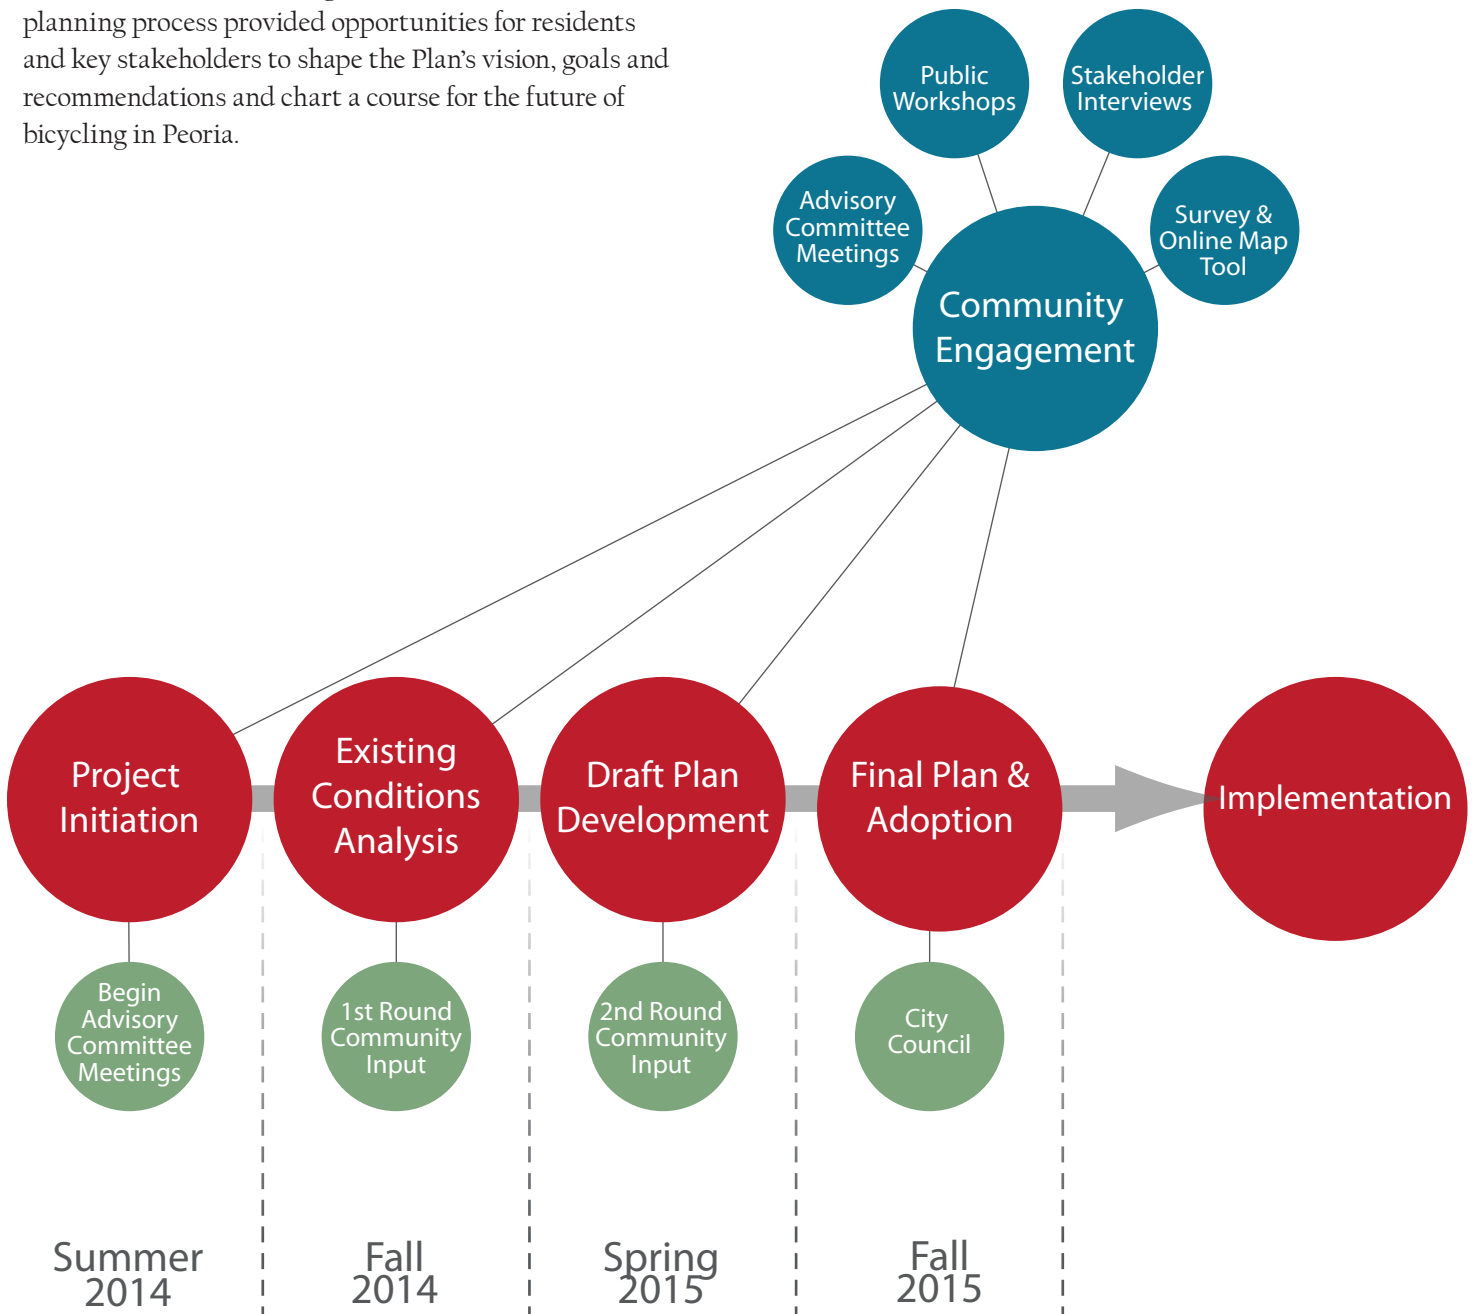 planning process provided opportunities for residents
and key stakeholders to shape the Plan’s vision, goals and
recommendations and chart a course for the future of
bicycling in Peoria.
Public
Workshops
Stakeholder
Interviews
Advisory
Committee
Meetings
Survey &
Online Map
Tool
Community
Engagement
Project
Initiation
Existing
Conditions
Analysis
Draft Plan
Development
Final Plan &
Adoption
Implementation
Begin
Advisory
Committee
Meetings
1st Round
Community
Input
2nd Round
Community
Input
City
Council
Summer
2014
Fall
2014
Spring
2015
Fall
2015